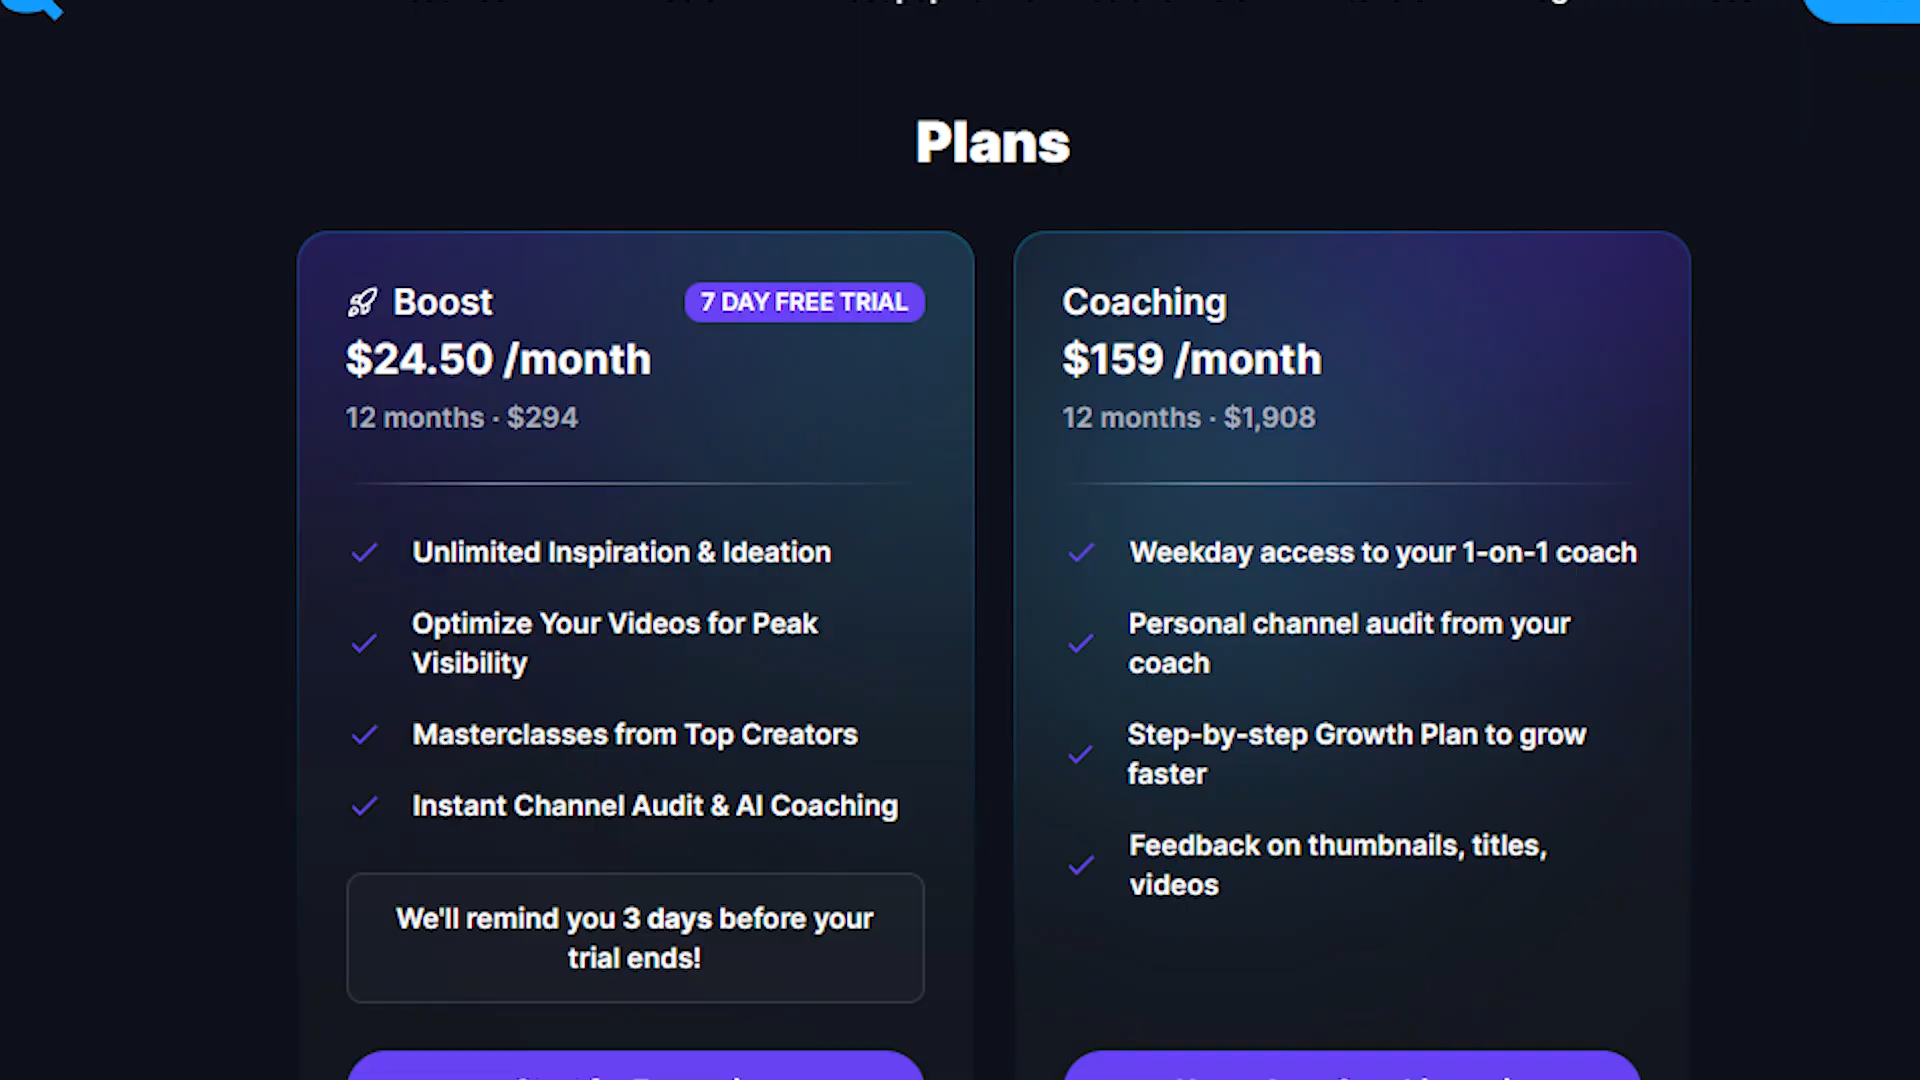 Plans
Boost
7 DAY FREE TRIAL
$24.50 /month
12 months · $294
Unlimited Inspiration & Ideation
Optimize Your Videos for Peak
Visibility
Masterclasses from Top Creators
Instant Channel Audit & AI Coaching
We'll remind you 3 days before your
trial ends!
Coaching
$159 /month
12 months · $1,908
Weekday access to your 1-on-1 coach
Personal channel audit from your
coach
Step-by-step Growth Plan to grow
faster
Feedback on thumbnails, titles,
videos